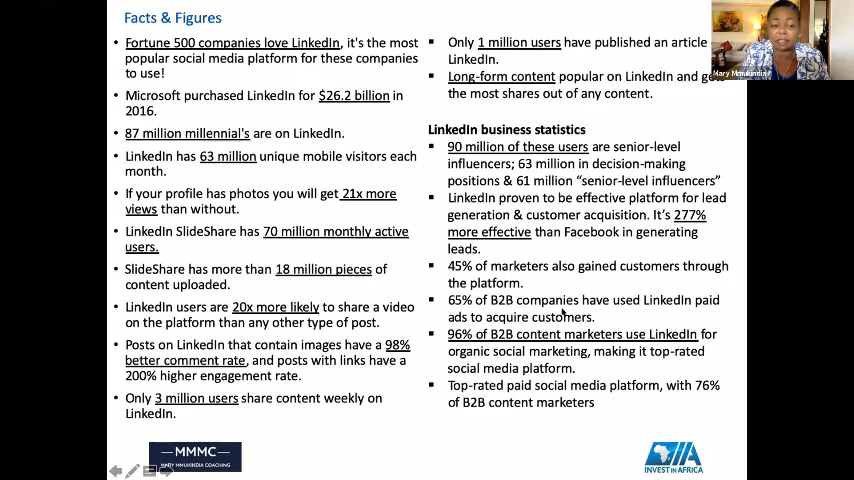 Facts & Figures
• Fortune 500 companies love LinkedIn, it's the most
popular social media platform for these companies
to use!
• Microsoft purchased LinkedIn for $26.2 billion in
2016.
• 87 million millennial's are on LinkedIn.
• LinkedIn has 63 million unique mobile visitors each
month.
• If your profile has photos you will get 21x more
views than without.
• LinkedIn SlideShare has 70 million monthly active
users.
• SlideShare has more than 18 million pieces of
content uploaded.
• LinkedIn users are 20x more likely to share a video
on the platform than any other type of post.
• Posts on LinkedIn that contain images have a 98%
better comment rate, and posts with links have a
200% higher engagement rate.
• Only 3 million users share content weekly on
LinkedIn.
▪ Only 1 million users have published an article
LinkedIn.
▪ Long-form content popular on LinkedIn and gets
the most shares out of any content.
LinkedIn business statistics
▪ 90 million of these users are senior-level
influencers; 63 million in decision-making
positions & 61 million “senior-level influencers”
▪ LinkedIn proven to be effective platform for lead
generation & customer acquisition. It’s 277%
more effective than Facebook in generating
leads.
▪ 45% of marketers also gained customers through
the platform.
▪ 65% of B2B companies have used LinkedIn paid
ads to acquire customers.
▪ 96% of B2B content marketers use LinkedIn for
organic social marketing, making it top-rated
social media platform.
▪ Top-rated paid social media platform, with 76%
of B2B content marketers
Mary Mmukindia
—MMMC—
MARY MMUKINDIA COACHING
IIA
INVEST IN AFRICA